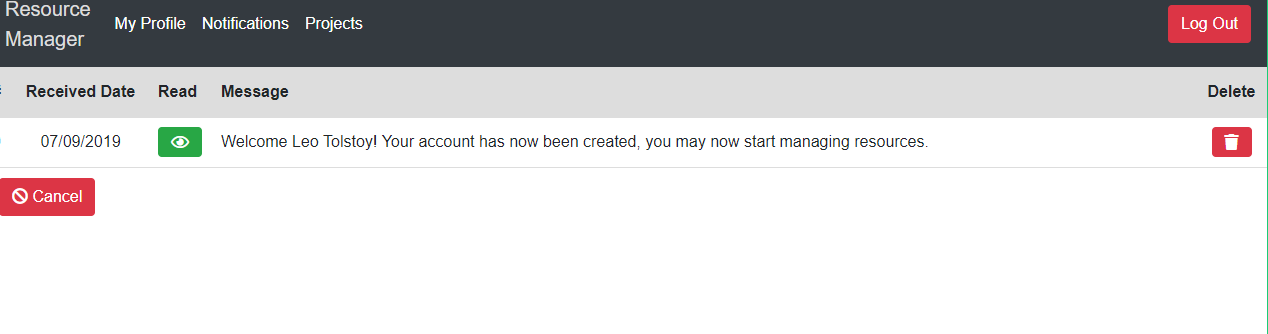 Resource
Manager
My Profile Notifications Projects
Log Out
Received Date Read Message Delete
07/09/2019 Welcome Leo Tolstoy! Your account has now been created, you may now start managing resources.
Cancel